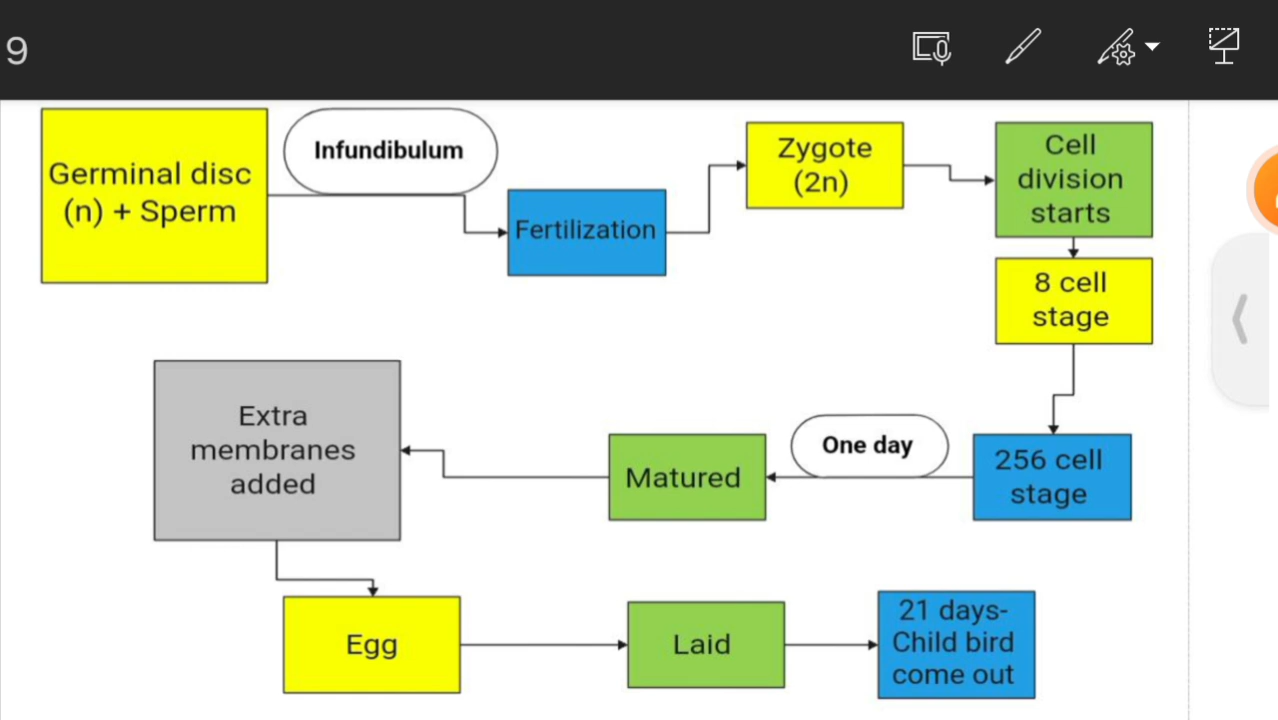 9
Germinal disc
(n) + Sperm
Infundibulum
Fertilization
Zygote
(2n)
Cell
division
starts
8 cell
stage
256 cell
stage
One day
Matured
Extra
membranes
added
Egg
Laid
21 days-
Child bird
come out